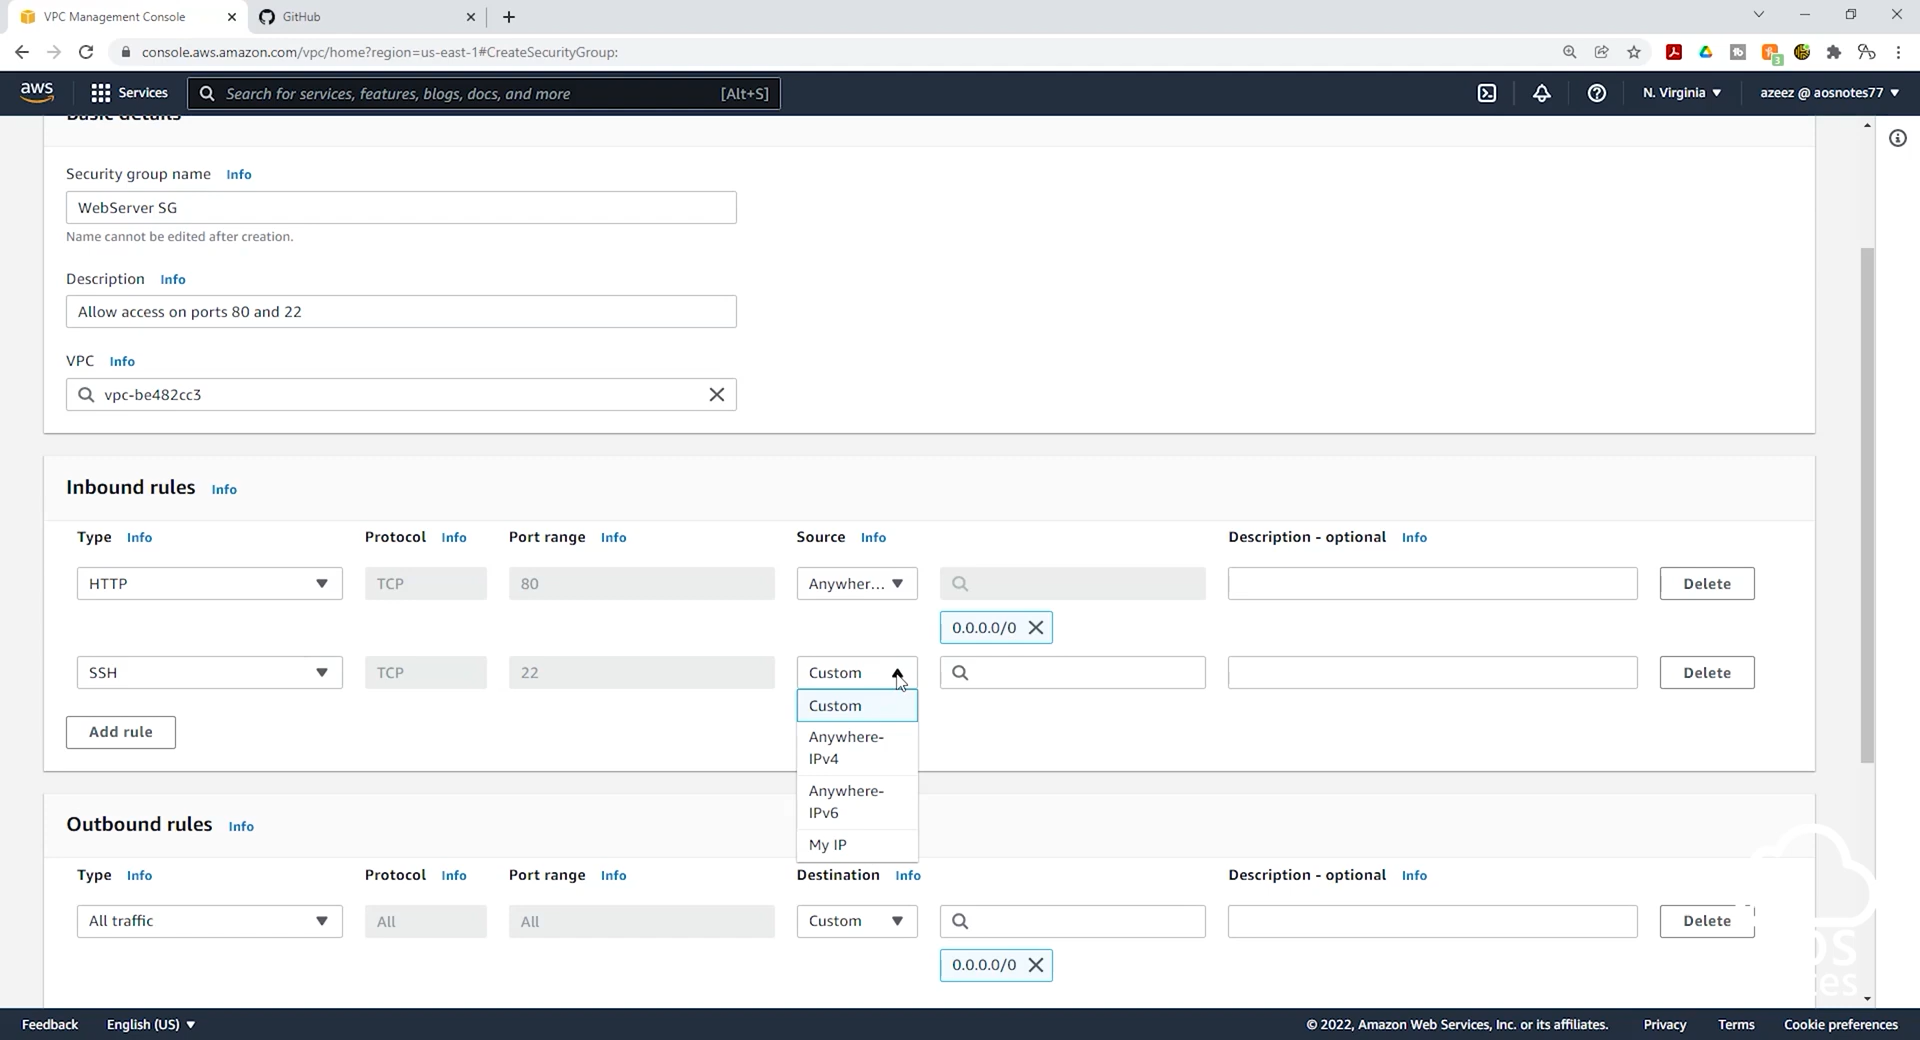 VPC Management Console
GitHub
console.aws.amazon.com/vpc/home?region=us-east-1#CreateSecurityGroup:
3
aws
Services
Search for services, features, blogs, docs, and more
[Alt+S]
N. Virginia
azeez @ aosnotes77
Basic details
Security group name Info
WebServer SG
Name cannot be edited after creation.
Description Info
Allow access on ports 80 and 22
VPC Info
vpc-be482cc3
Inbound rules Info
Type Info Protocol Info Port range Info Source Info Description - optional Info
HTTP TCP 80 Anywher... Delete
0.0.0.0/0
SSH TCP 22 Custom Delete
Custom
Add rule
Anywhere-
IPv4
Anywhere-
IPv6
My IP
Outbound rules Info
Type Info Protocol Info Port range Info Destination Info Description - optional Info
All traffic All All Custom Delete
0.0.0.0/0
Feedback English (US) © 2022, Amazon Web Services, Inc. or its affiliates. Privacy Terms Cookie preferences